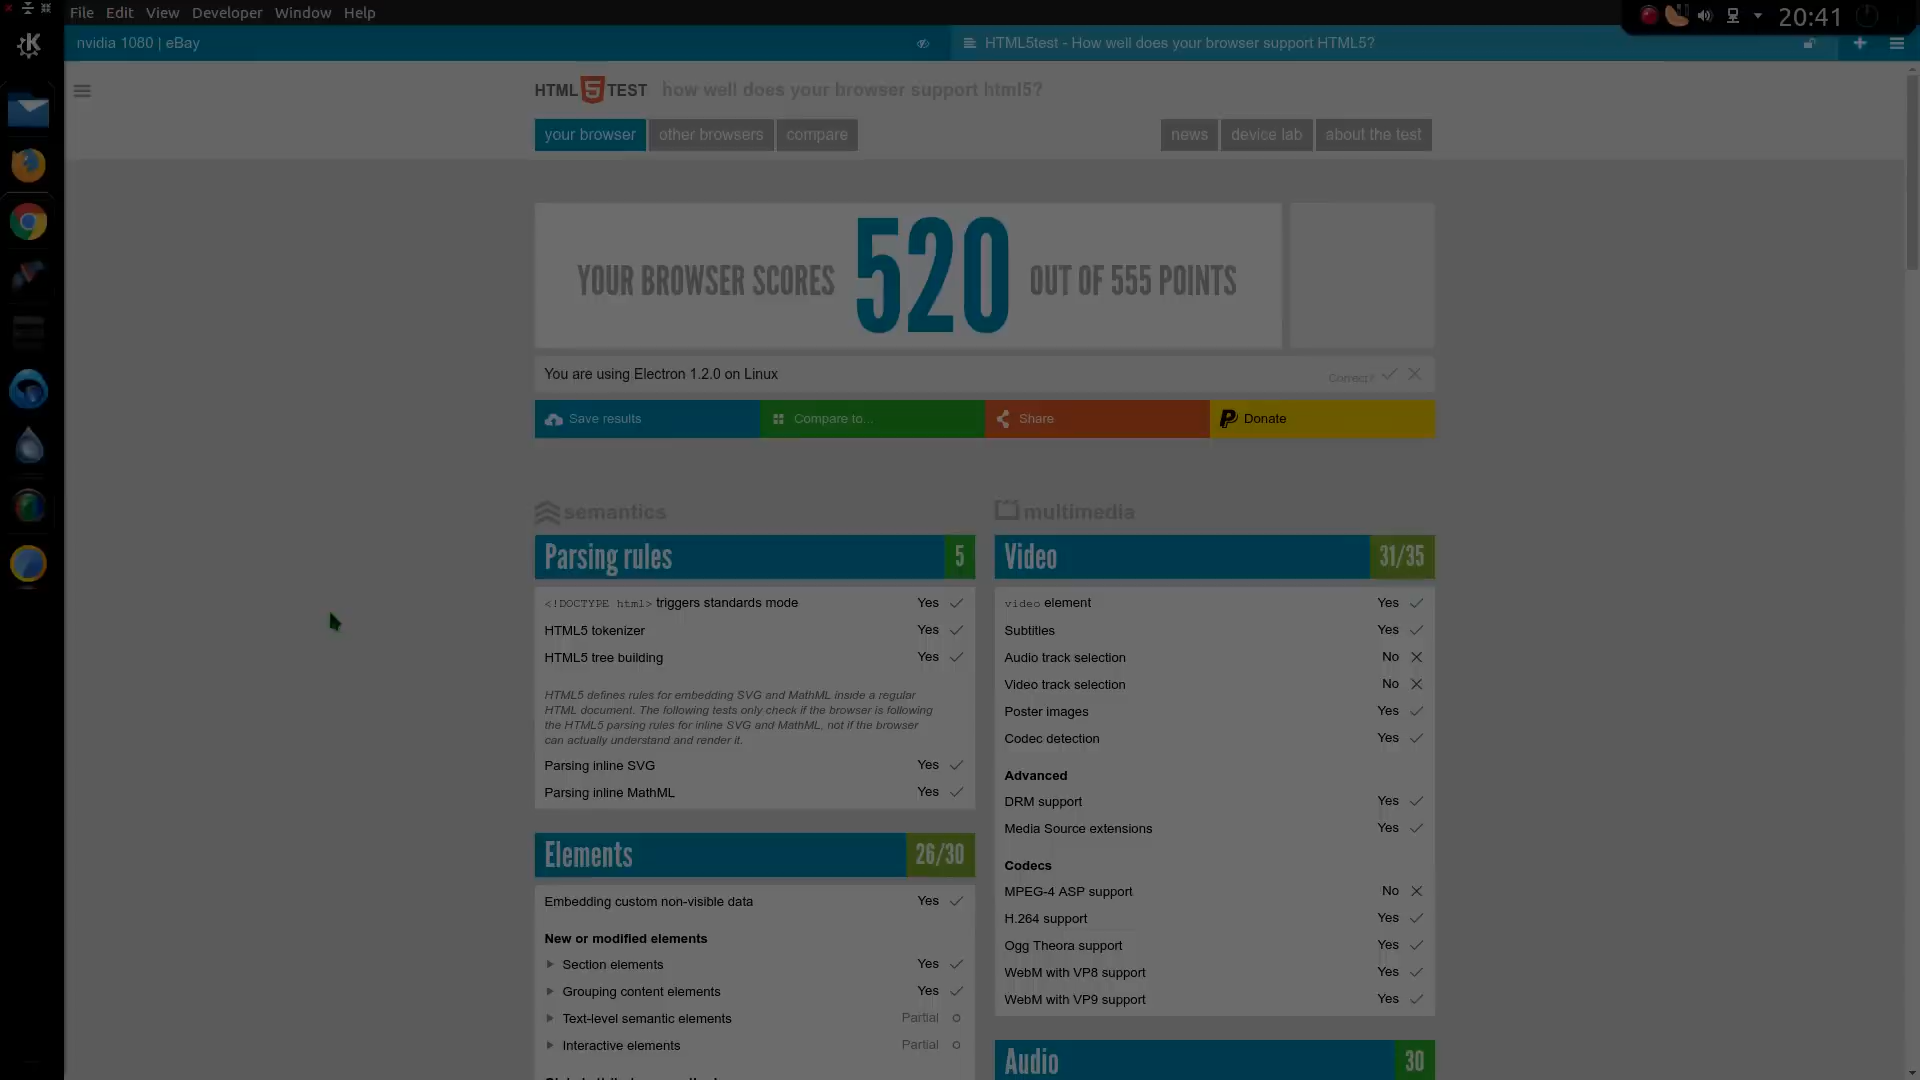 File Edit View Developer Window Help
20:41
nvidia 1080 | eBay
HTML5test - How well does your browser support HTML5?
HTML 5 TEST how well does your browser support html5?
your browser other browsers compare
news device lab about the test
YOUR BROWSER SCORES 520 OUT OF 555 POINTS
You are using Electron 1.2.0 on Linux
Correct?
Save results Compare to... Share Donate
semantics
Parsing rules 5
<!DOCTYPE html> triggers standards mode Yes
HTML5 tokenizer Yes
HTML5 tree building Yes
HTML5 defines rules for embedding SVG and MathML inside a regular
HTML document. The following tests only check if the browser is following
the HTML5 parsing rules for inline SVG and MathML, not if the browser
can actually understand and render it.
Parsing inline SVG Yes
Parsing inline MathML Yes
Elements 26/30
Embedding custom non-visible data Yes
New or modified elements
Section elements Yes
Grouping content elements Yes
Text-level semantic elements Partial
Interactive elements Partial
multimedia
Video 31/35
video element Yes
Subtitles Yes
Audio track selection No
Video track selection No
Poster images Yes
Codec detection Yes
Advanced
DRM support Yes
Media Source extensions Yes
Codecs
MPEG-4 ASP support No
H.264 support Yes
Ogg Theora support Yes
WebM with VP8 support Yes
WebM with VP9 support Yes
Audio 30